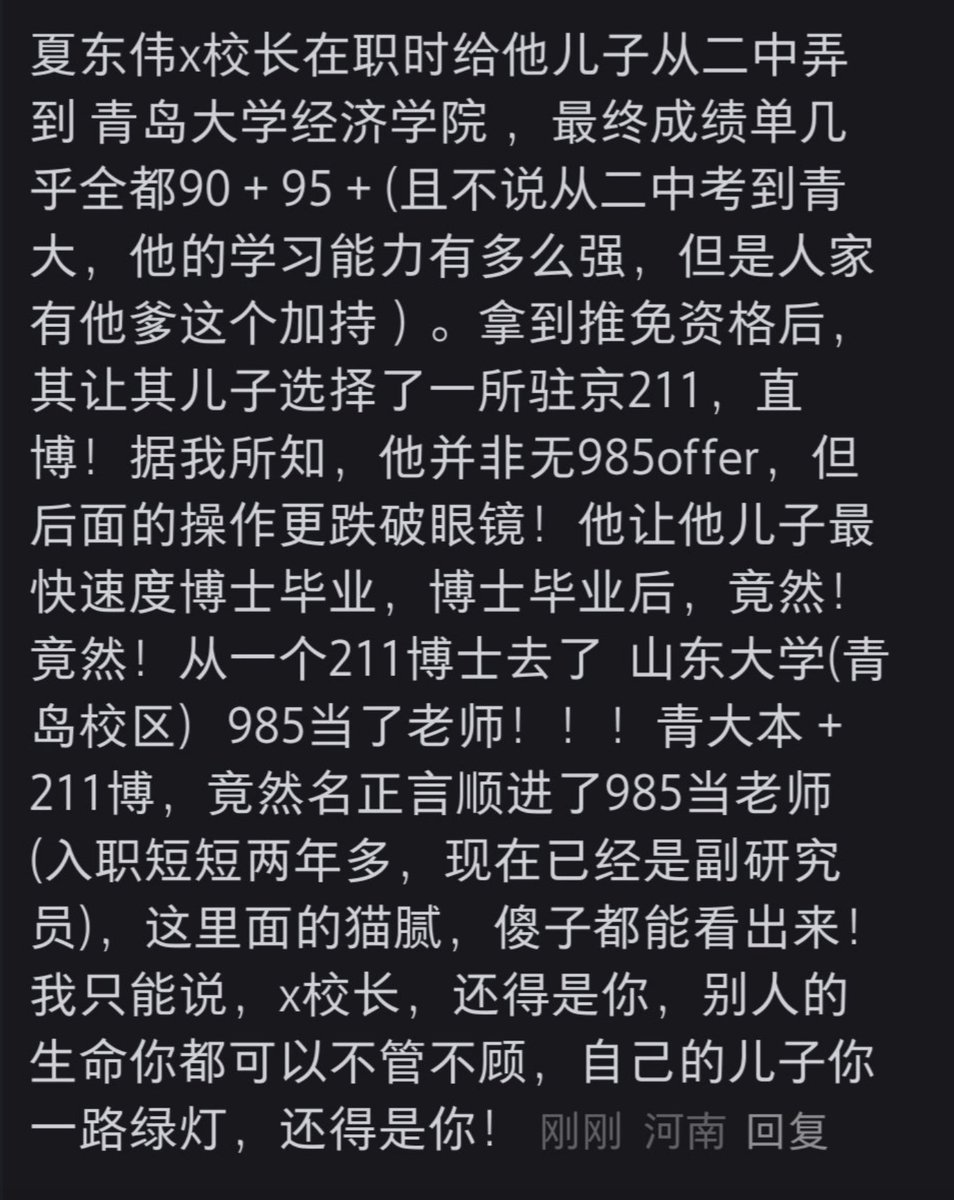 夏东伟x校长在职时给他儿子从二中弄
到 青岛大学经济学院 ，最终成绩单几
乎全都90 + 95 + (且不说从二中考到青
大，他的学习能力有多么强，但是人家
有他爹这个加持 ) 。拿到推免资格后，
其让其儿子选择了一所驻京211，直
博！据我所知，他并非无985offer，但
后面的操作更跌破眼镜！他让他儿子最
快速度博士毕业，博士毕业后，竟然！
竟然！从一个211博士去了 山东大学(青
岛校区) 985当了老师！！！青大本 +
211博，竟然名正言顺进了985当老师
(入职短短两年多，现在已经是副研究
员)，这里面的猫腻，傻子都能看出来！
我只能说，x校长，还得是你，别人的
生命你都可以不管不顾，自己的儿子你
一路绿灯，还得是你！ 刚刚 河南 回复